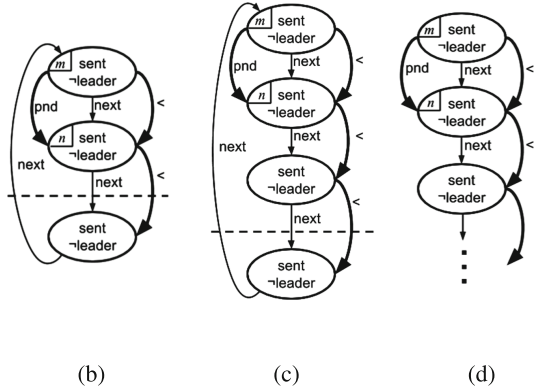 m sent
¬leader
pnd
next
<
n sent
¬leader
next
next
<
sent
¬leader
(b)
m sent
¬leader
pnd
next
<
n sent
¬leader
next
<
next
sent
¬leader
next
<
sent
¬leader
(c)
m sent
¬leader
pnd
next
<
n sent
¬leader
next
<
sent
¬leader
(d)